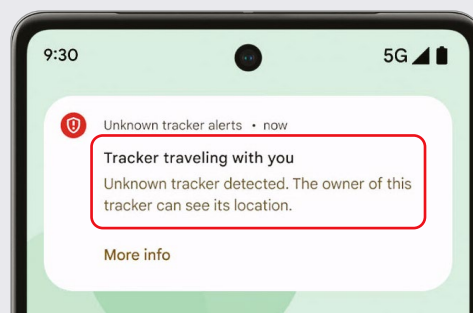 9:30
5G
Unknown tracker alerts • now
Tracker traveling with you
Unknown tracker detected. The owner of this
tracker can see its location.
More info